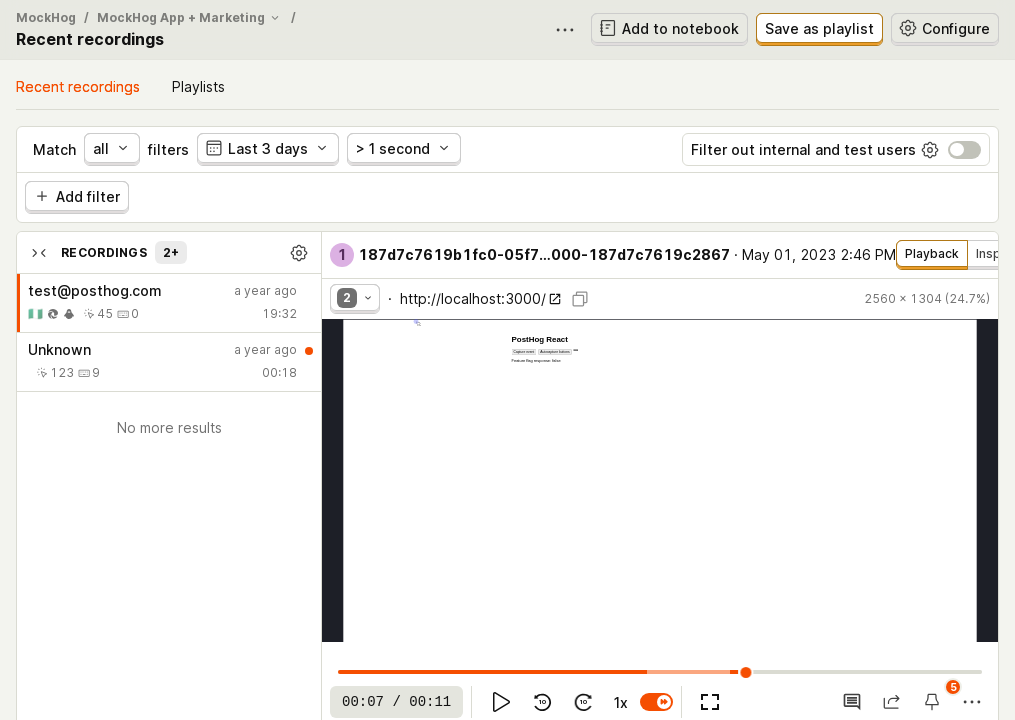 MockHog / MockHog App + Marketing /
Recent recordings
Add to notebook
Save as playlist
Configure
Recent recordings
Playlists
Match all filters Last 3 days > 1 second
Filter out internal and test users
Add filter
RECORDINGS 2+
test@posthog.com a year ago
45 0 19:32
Unknown a year ago
123 9 00:18
No more results
1 187d7c7619b1fc0-05f7...000-187d7c7619c2867 · May 01, 2023 2:46 PM
Playback
Insp
2 · http://localhost:3000/
2560 × 1304 (24.7%)
PostHog React
Capture event Autocapture buttons
Feature flag response: false
00:07 / 00:11
10
10
1x
5